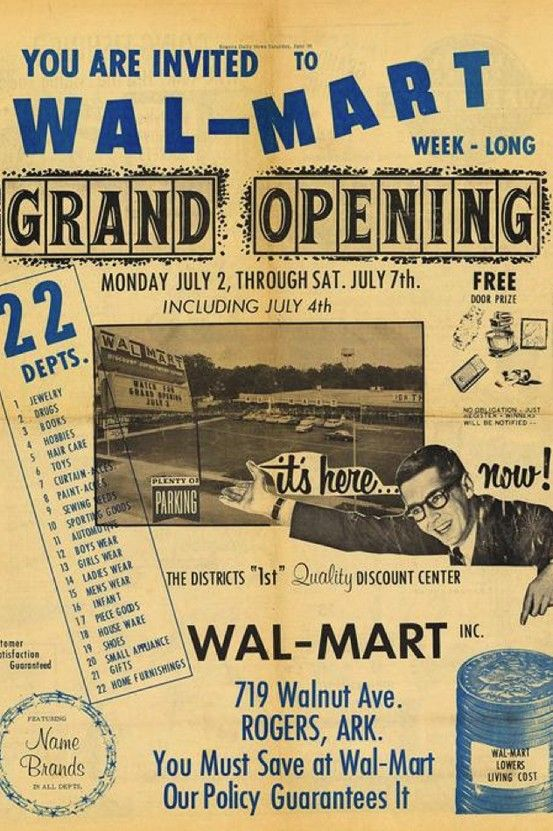 Rogers Daily News Saturday, June 30
YOU ARE INVITED TO
WAL-MART
WEEK - LONG
GRAND OPENING
MONDAY JULY 2, THROUGH SAT. JULY 7th.
INCLUDING JULY 4th
FREE
DOOR PRIZE
NO OBLIGATION - JUST
REGISTER - WINNERS
WILL BE NOTIFIED --
22
DEPTS.
1 JEWELRY
2 DRUGS
3 BOOKS
4 HOBBIES
5 HAIR CARE
6 TOYS
7 CURTAIN-ACES.
8 PAINT-ACES.
9 SEWING NEEDS
10 SPORTING GOODS
11 AUTOMOTIVE
12 BOYS WEAR
13 GIRLS WEAR
14 LADIES WEAR
15 MENS WEAR
16 INFANT
17 PIECE GOODS
18 HOUSE WARE
19 SHOES
20 SMALL APPLIANCE
21 GIFTS
22 HOME FURNISHINGS
WAL MART
DISCOUNT
WATCH FOR
GRAND OPENING
JULY 2
PLENTY OF
PARKING
it's here... now!
THE DISTRICTS "1st" Quality DISCOUNT CENTER
WAL-MART INC.
719 Walnut Ave.
ROGERS, ARK.
You Must Save at Wal-Mart
Our Policy Guarantees It
tomer
atisfaction
Guaranteed
FEATURING
Name
Brands
IN ALL DEPTS.
WAL-MART
LOWERS
LIVING COST